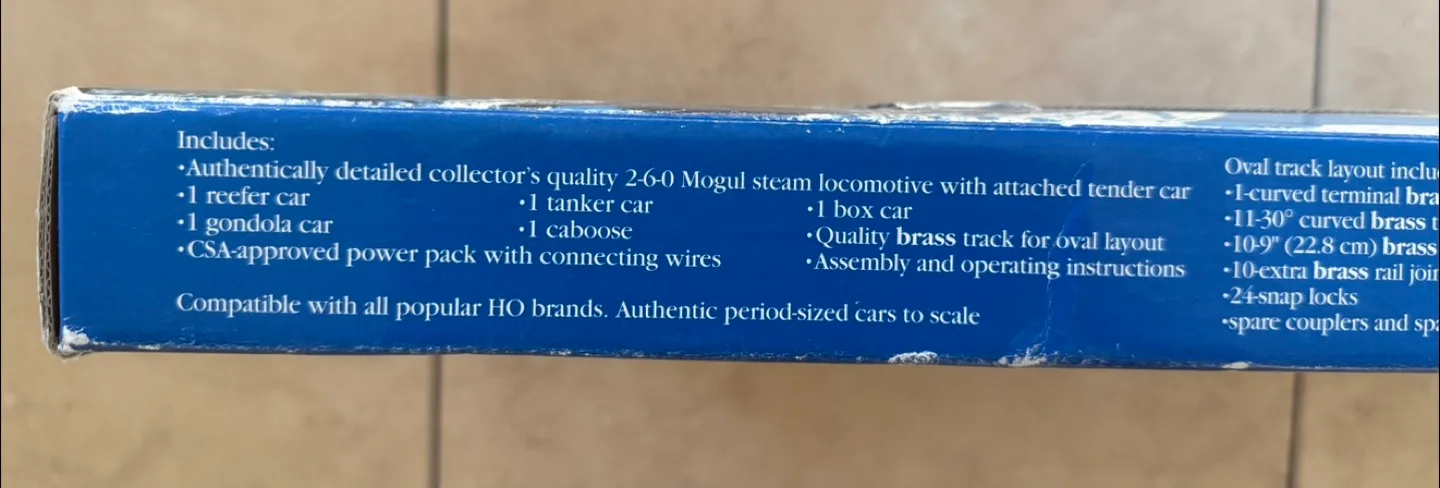 Includes:
•Authentically detailed collector's quality 2-6-0 Mogul steam locomotive with attached tender car
•1 reefer car •1 tanker car •1 box car
•1 gondola car •1 caboose •Quality brass track for oval layout
•CSA-approved power pack with connecting wires •Assembly and operating instructions
Compatible with all popular HO brands. Authentic period-sized cars to scale
Oval track layout
•1-curved terminal
•11-30° curved brass
•10-9" (22.8 cm) brass
•10-extra brass rail
•24-snap locks
•spare couplers and